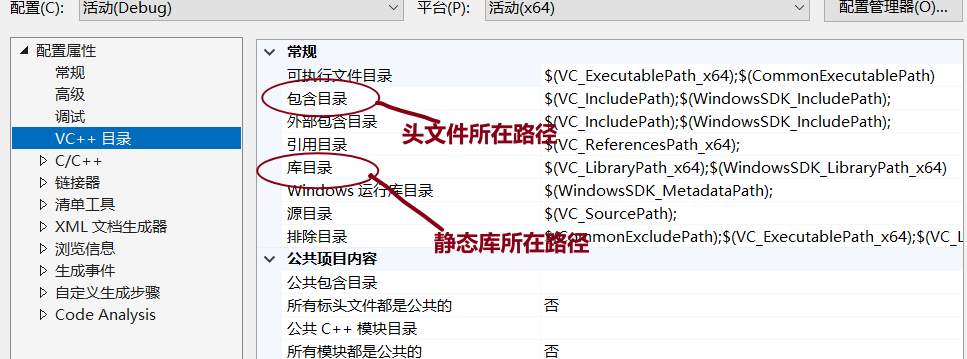 配置(C): 活动(Debug) 平台(P): 活动(x64) 配置管理器(O)...
配置属性
常规
高级
调试
VC++ 目录
C/C++
链接器
清单工具
XML 文档生成器
浏览信息
生成事件
自定义生成步骤
Code Analysis
常规
可执行文件目录 $(VC_ExecutablePath_x64);$(CommonExecutablePath)
包含目录 $(VC_IncludePath);$(WindowsSDK_IncludePath);
外部包含目录 $(VC_IncludePath);$(WindowsSDK_IncludePath);
头文件所在路径
引用目录 $(VC_ReferencesPath_x64);
库目录 $(VC_LibraryPath_x64);$(WindowsSDK_LibraryPath_x64)
Windows 运行库目录 $(WindowsSDK_MetadataPath);
源目录 $(VC_SourcePath);
静态库所在路径
排除目录 $(CommonExcludePath);$(VC_ExecutablePath_x64);$(VC_L
公共项目内容
公共包含目录
所有标头文件都是公共的 否
公共 C++ 模块目录
所有模块都是公共的 否